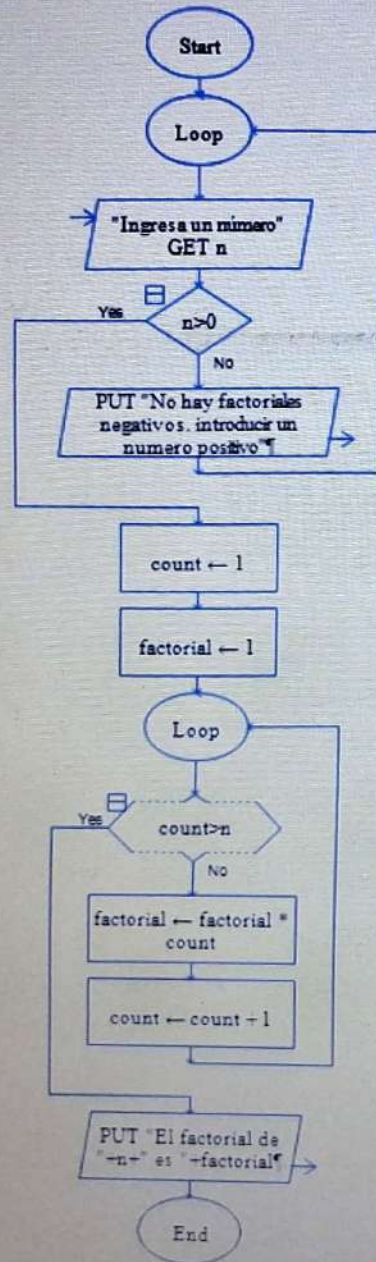 Start
Loop
"Ingresa un número"
GET n
Yes
n>0
No
PUT "No hay factoriales
negativos. introducir un
numero positivo"¶
count ← 1
factorial ← 1
Loop
Yes
count>n
No
factorial ← factorial *
count
count ← count + 1
PUT "El factorial de
"+n+" es "+factorial¶
End